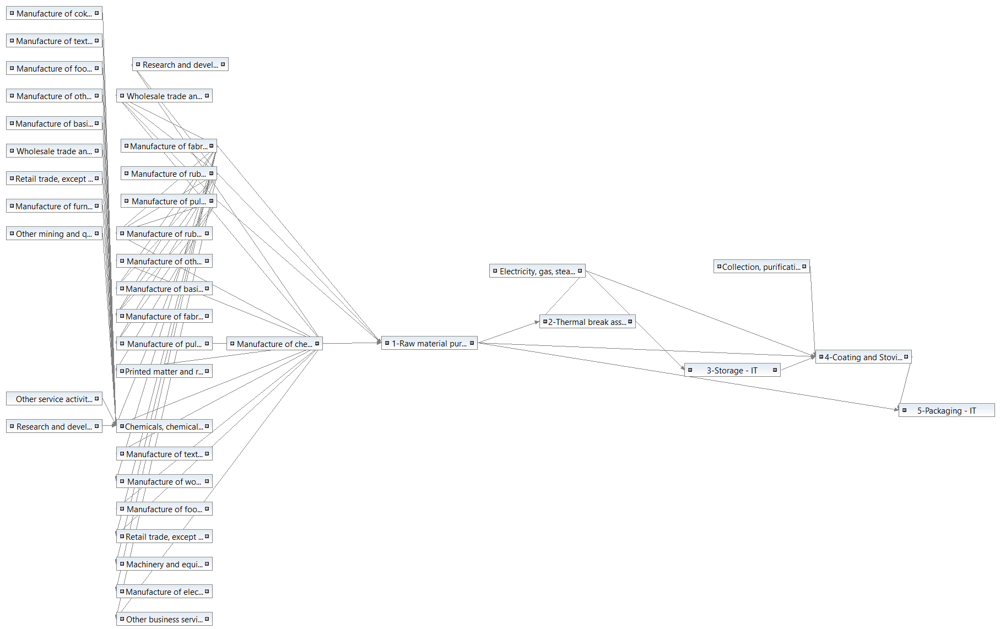 Manufacture of cok...
Manufacture of text...
Manufacture of foo...
Manufacture of oth...
Manufacture of basi...
Wholesale trade an...
Retail trade, except ...
Manufacture of furn...
Other mining and q...
Other service activit...
Research and devel...
Research and devel...
Wholesale trade an...
Manufacture of fabr...
Manufacture of rub...
Manufacture of pul...
Manufacture of rub...
Manufacture of oth...
Manufacture of basi...
Manufacture of fabr...
Manufacture of pul...
Printed matter and r...
Chemicals, chemical...
Manufacture of text...
Manufacture of wo...
Manufacture of foo...
Retail trade, except ...
Machinery and equi...
Manufacture of elec...
Other business servi...
Manufacture of che...
1-Raw material pur...
Electricity, gas, stea...
2-Thermal break ass...
3-Storage - IT
Collection, purificati...
4-Coating and Stovi...
5-Packaging - IT